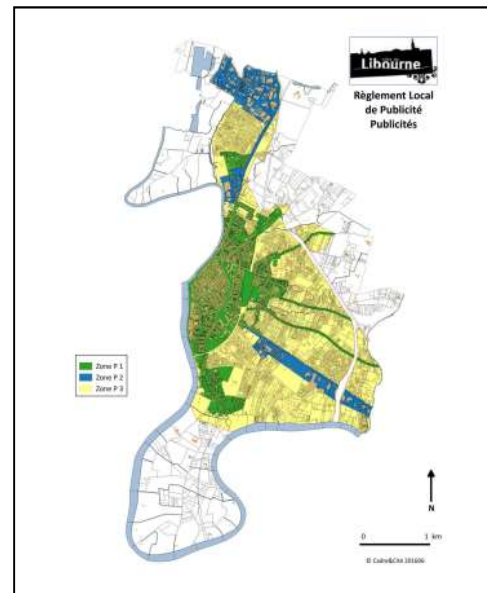 Libourne
Règlement Local
de Publicité
Publicités
Zone P 1
Zone P 2
Zone P 3
N
0 1 km